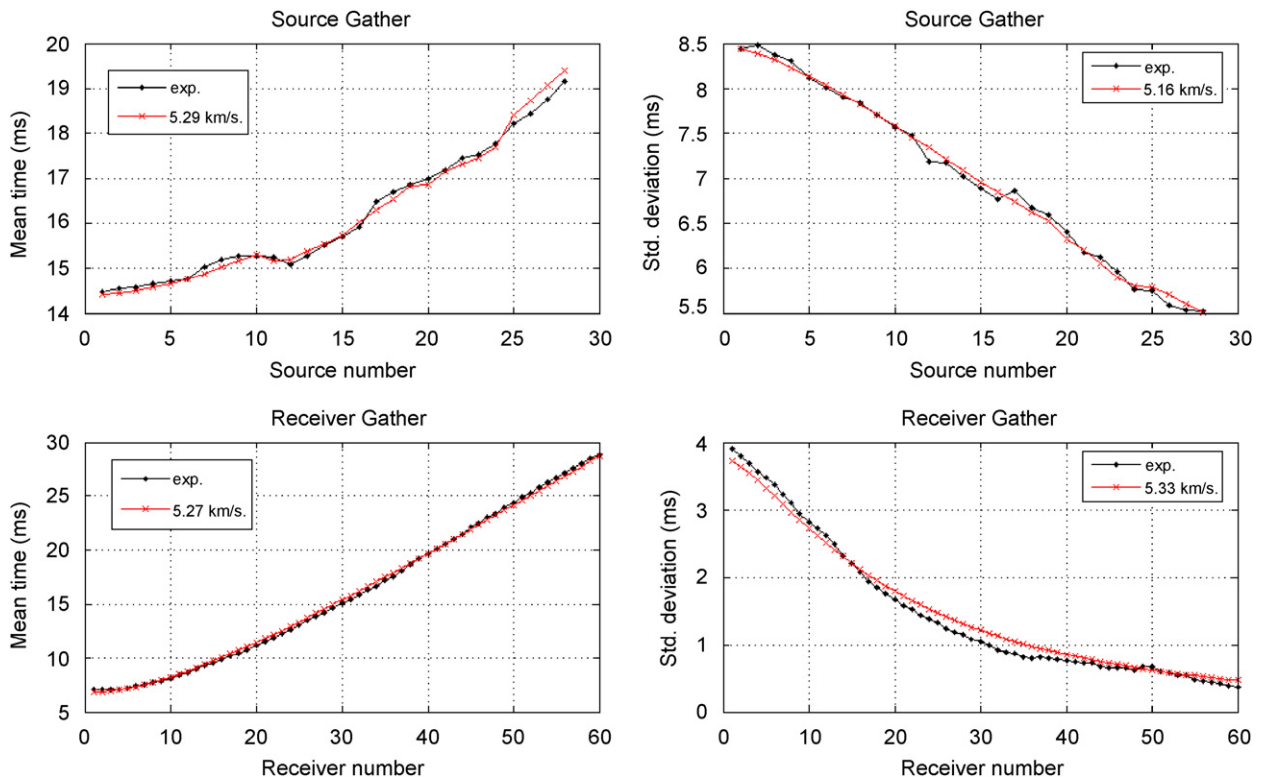 Source Gather
Mean time (ms)
20
19
18
17
16
15
14
exp.
5.29 km/s.
0 5 10 15 20 25 30
Source number
Source Gather
Std. deviation (ms)
8.5
8
7.5
7
6.5
6
5.5
exp.
5.16 km/s.
0 5 10 15 20 25 30
Source number
Receiver Gather
Mean time (ms)
30
25
20
15
10
5
exp.
5.27 km/s.
0 10 20 30 40 50 60
Receiver number
Receiver Gather
Std. deviation (ms)
4
3
2
1
0
exp.
5.33 km/s.
0 10 20 30 40 50 60
Receiver number